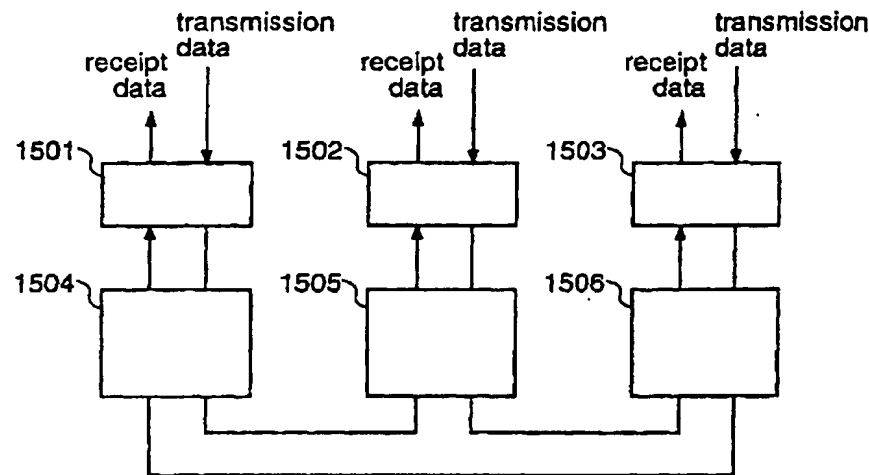 transmission
data
receipt
data
transmission
data
receipt
data
transmission
data
receipt
data
1501
1502
1503
1504
1505
1506